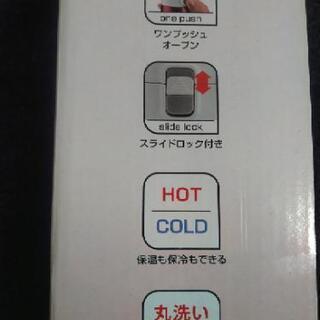 one push
ワンプッシュ
オープン
slide lock
スライドロック付き
HOT
COLD
保温も保冷もできる
丸洗い